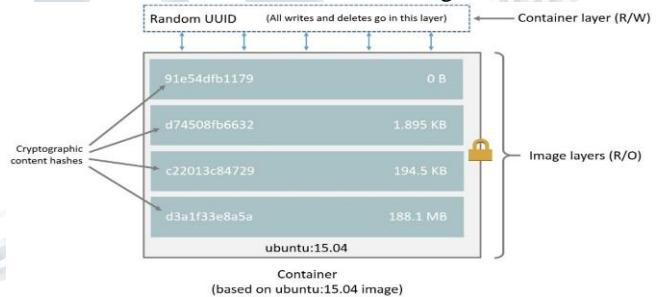 Random UUID (All writes and deletes go in this layer)
Container layer (R/W)
91e54dfb1179 0 B
d74508fb6632 1.895 KB
Cryptographic
content hashes
c22013c84729 194.5 KB
Image layers (R/O)
d3a1f33e8a5a 188.1 MB
ubuntu:15.04
Container
(based on ubuntu:15.04 image)